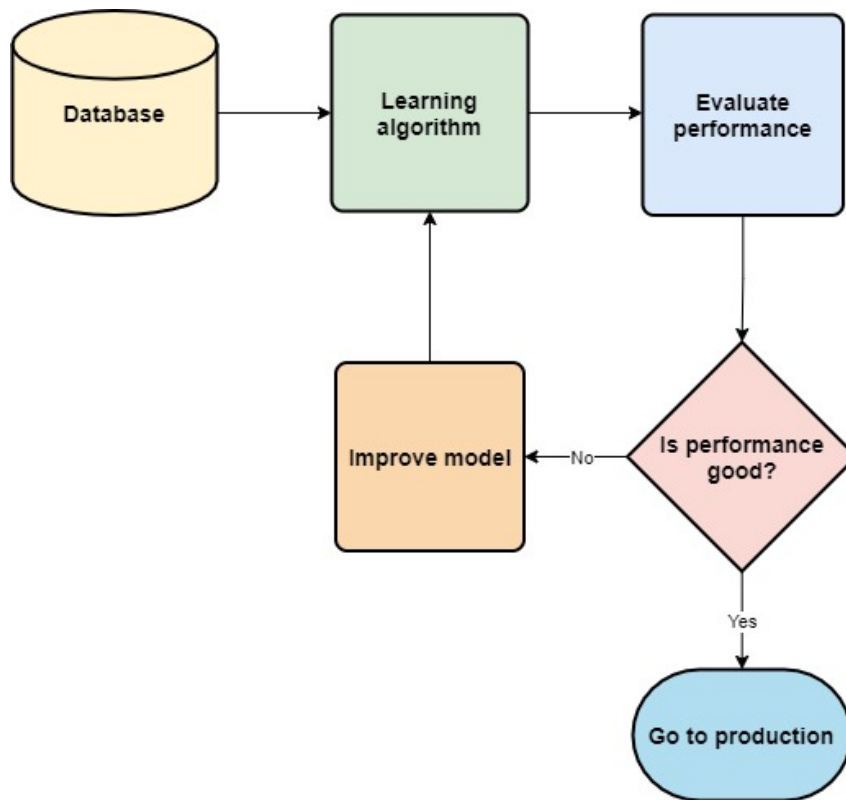 Database
Learning
algorithm
Evaluate
performance
Improve model
No
Is performance
good?
Yes
Go to production